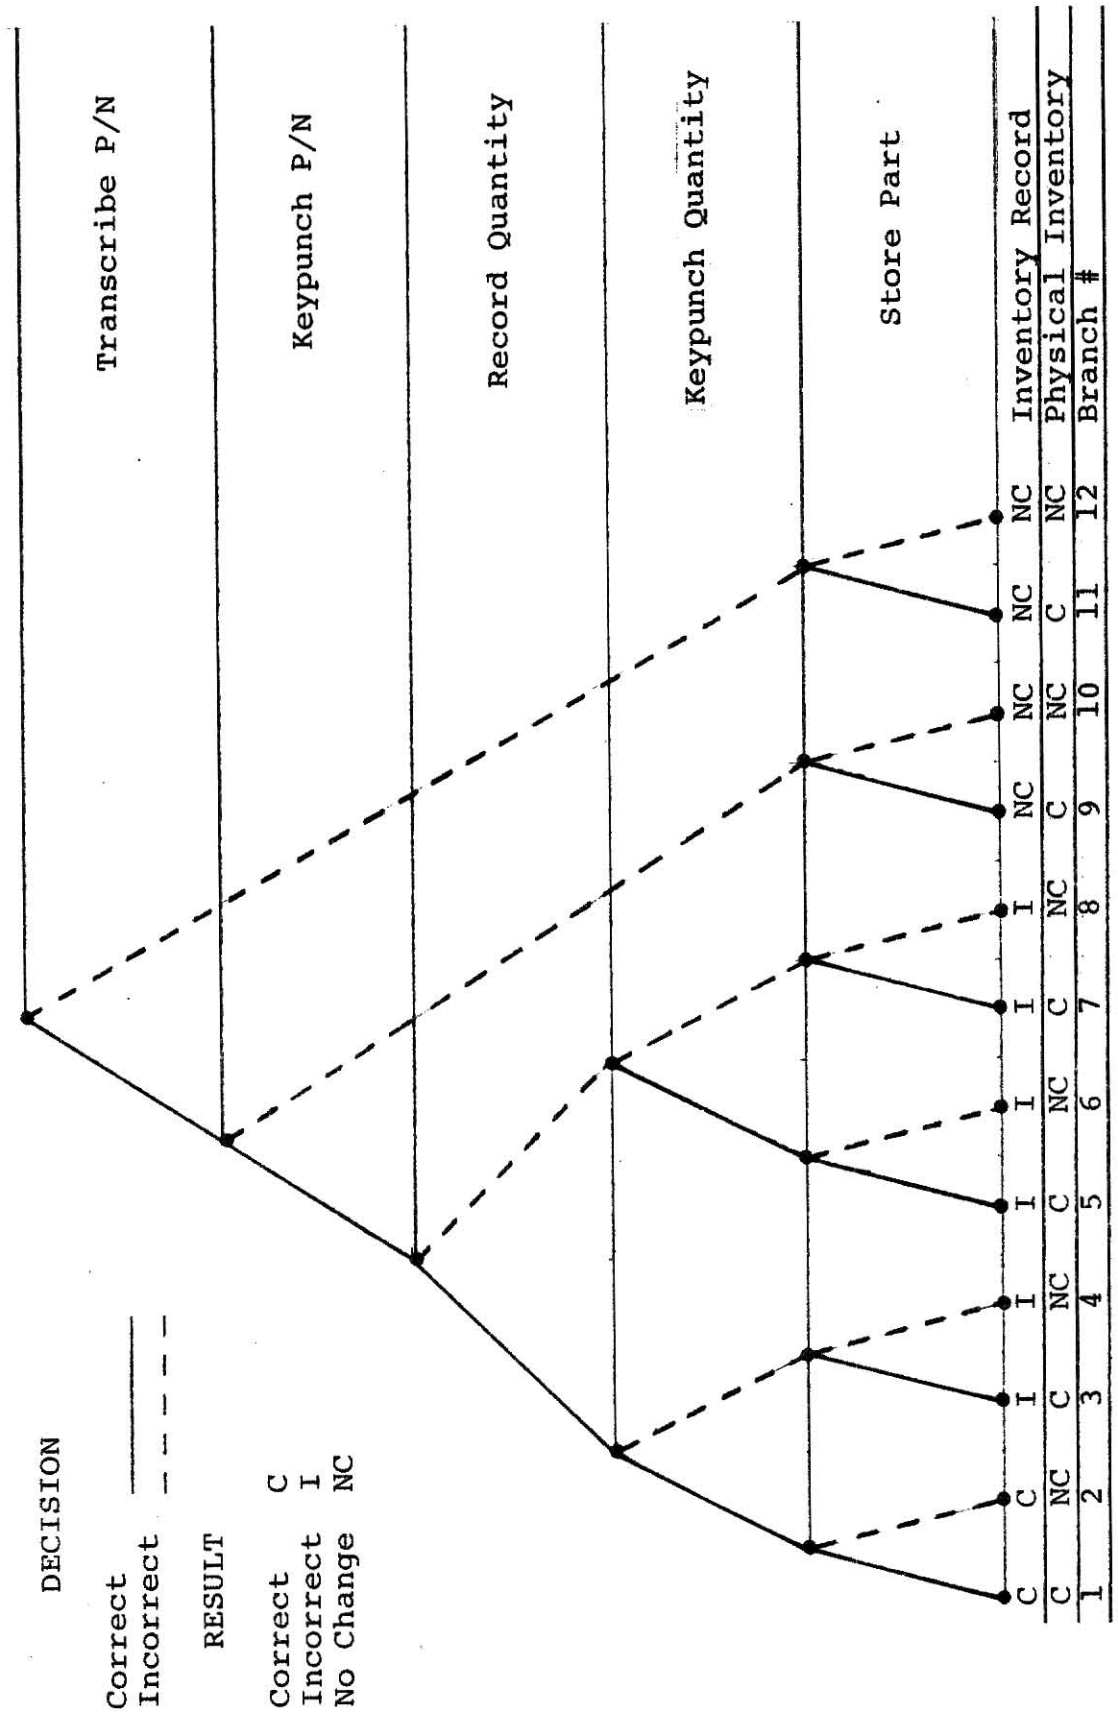 DECISION
Correct
Incorrect
RESULT
Correct C
Incorrect I
No Change NC
Transcribe P/N
Keypunch P/N
Record Quantity
Keypunch Quantity
Store Part
C C I I I I I I NC NC NC NC Inventory Record
C NC C NC C NC C NC C NC C NC Physical Inventory
1 2 3 4 5 6 7 8 9 10 11 12 Branch #